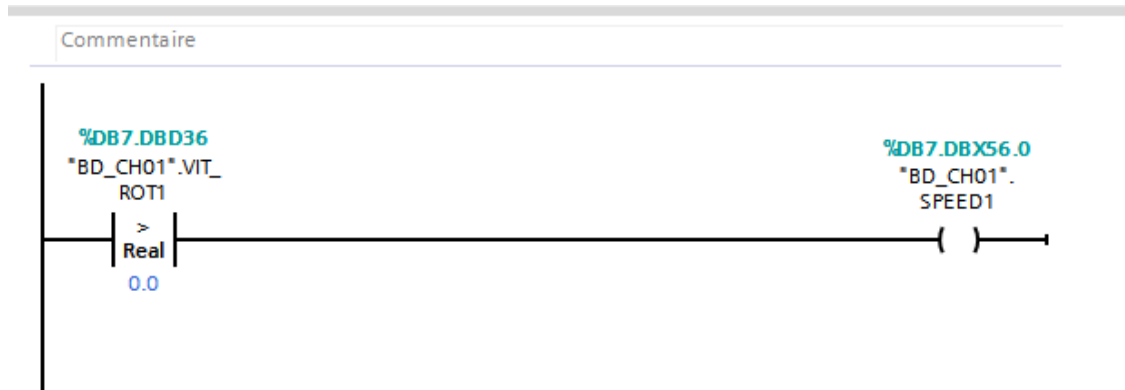 Commentaire
%DB7.DBD36
"BD_CH01".VIT_
ROT1
>
Real
0.0
%DB7.DBX56.0
"BD_CH01".
SPEED1
( )